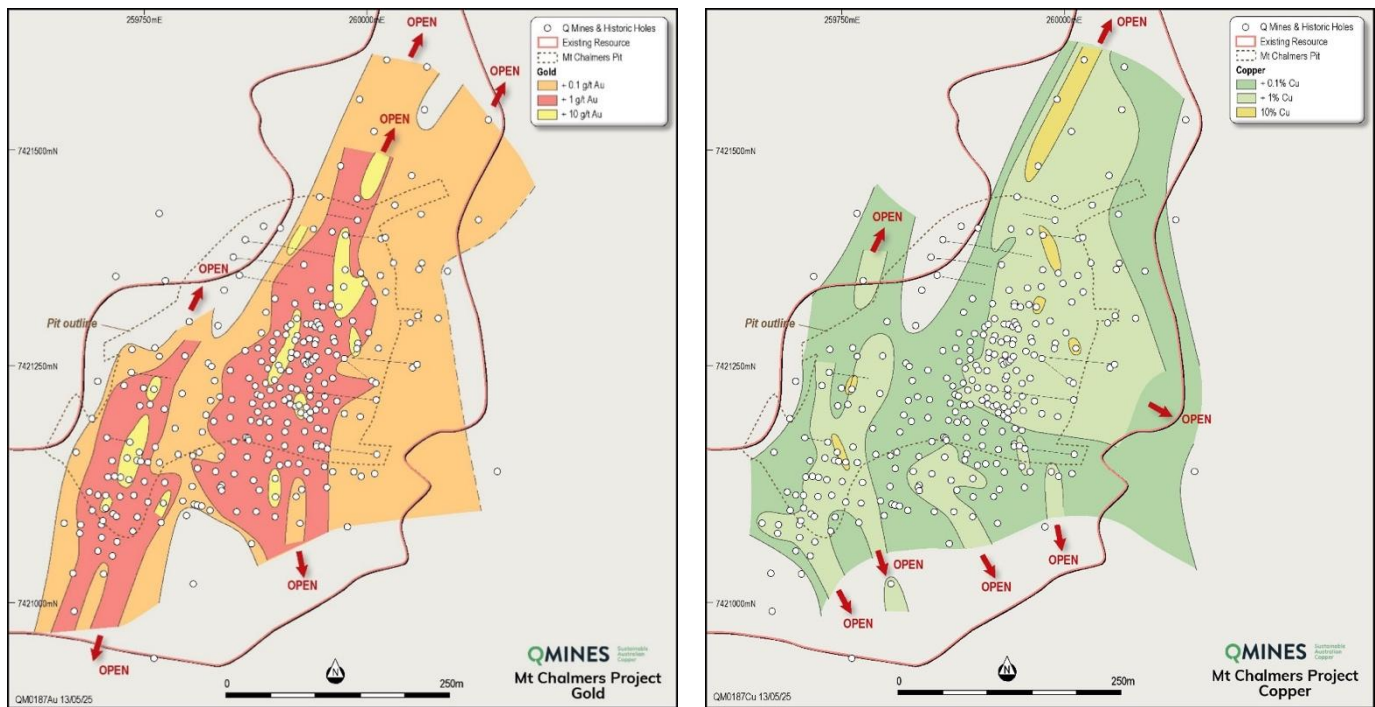 259750mE
260000mE
OPEN
Q Mines & Historic Holes
Existing Resource
Mt Chalmers Pit
Gold
+ 0.1 g/t Au
+ 1 g/t Au
+ 10 g/t Au
OPEN
OPEN
7421500mN
OPEN
Pit outline
7421250mN
OPEN
7421000mN
OPEN
QMINES
Sustainable
Australian
Copper
Mt Chalmers Project
Gold
N
0
250m
QM0187Au 13/05/25
259750mE
260000mE
OPEN
Q Mines & Historic Holes
Existing Resource
Mt Chalmers Pit
Copper
+ 0.1% Cu
+ 1% Cu
10% Cu
7421500mN
OPEN
Pit outline
7421250mN
OPEN
OPEN
OPEN
OPEN
7421000mN
OPEN
QMINES
Sustainable
Australian
Copper
Mt Chalmers Project
Copper
N
0
250m
QM0187Cu 13/05/25